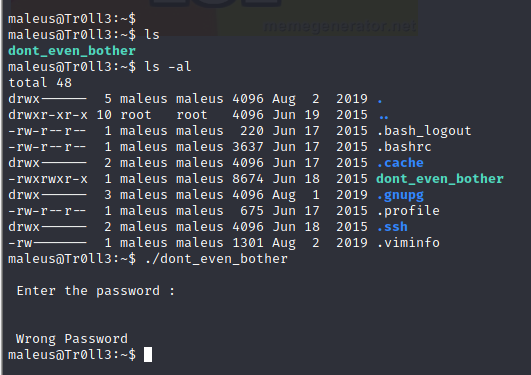 memegenerator.net
maleus@Tr0ll3:~$
maleus@Tr0ll3:~$ ls
dont_even_bother
maleus@Tr0ll3:~$ ls -al
total 48
drwx------  5 maleus maleus 4096 Aug  2  2019 .
drwxr-xr-x 10 root   root   4096 Jun 19  2015 ..
-rw-r--r--  1 maleus maleus  220 Jun 17  2015 .bash_logout
-rw-r--r--  1 maleus maleus 3637 Jun 17  2015 .bashrc
drwx------  2 maleus maleus 4096 Jun 17  2015 .cache
-rwxrwxr-x  1 maleus maleus 8674 Jun 18  2015 dont_even_bother
drwx------  3 maleus maleus 4096 Aug  1  2019 .gnupg
-rw-r--r--  1 maleus maleus  675 Jun 17  2015 .profile
drwx------  2 maleus maleus 4096 Jun 18  2015 .ssh
-rw-------  1 maleus maleus 1301 Aug  2  2019 .viminfo
maleus@Tr0ll3:~$ ./dont_even_bother
Enter the password :
Wrong Password
maleus@Tr0ll3:~$